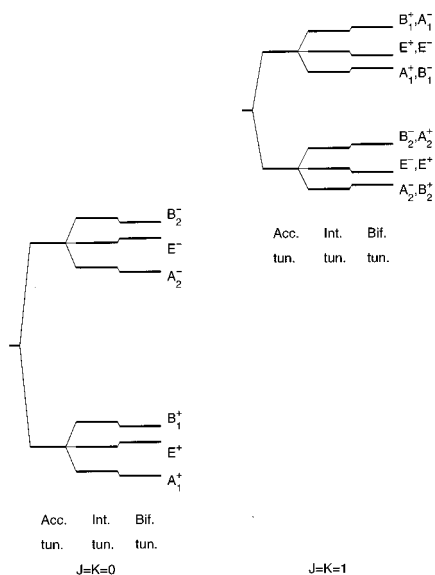 B₁⁺,A₁⁻
E⁺,E⁻
A₁⁺,B₁⁻
B₂⁻,A₂⁺
E⁻,E⁺
A₂⁻,B₂⁺
Acc. Int. Bif.
tun. tun. tun.
J=K=1
B₂⁻
E⁻
A₂⁻
B₁⁺
E⁺
A₁⁺
Acc. Int. Bif.
tun. tun. tun.
J=K=0